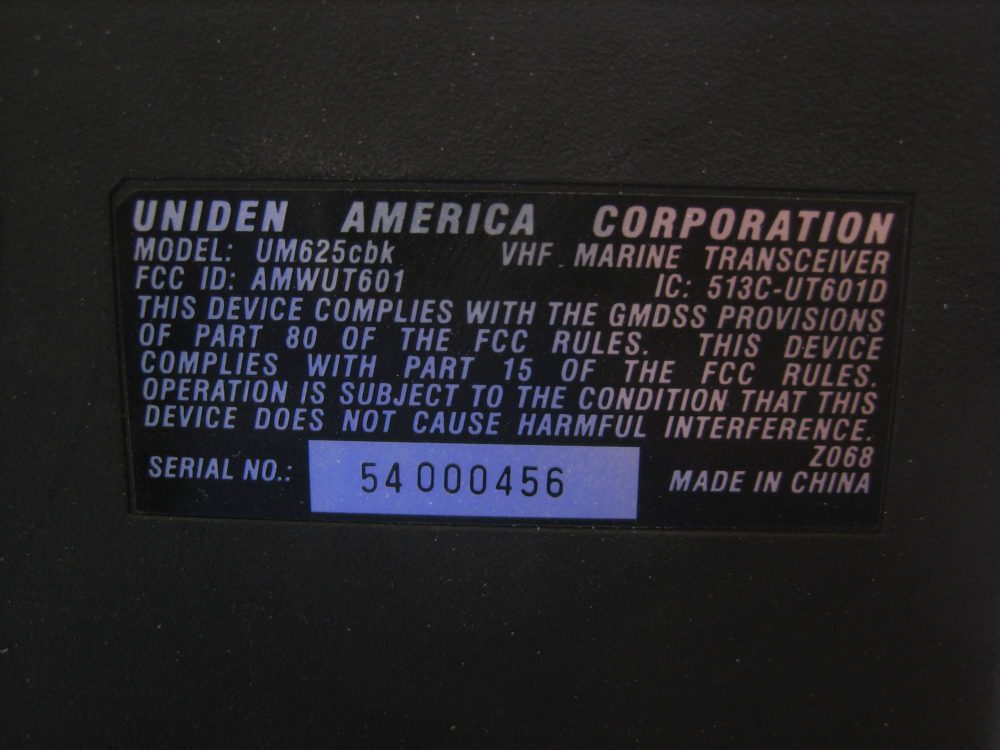 UNIDEN AMERICA CORPORATION
MODEL: UM625cbk VHF MARINE TRANSCEIVER
FCC ID: AMWUT601 IC: 513C-UT601D
THIS DEVICE COMPLIES WITH THE GMDSS PROVISIONS
OF PART 80 OF THE FCC RULES. THIS DEVICE
COMPLIES WITH PART 15 OF THE FCC RULES.
OPERATION IS SUBJECT TO THE CONDITION THAT THIS
DEVICE DOES NOT CAUSE HARMFUL INTERFERENCE.
Z068
SERIAL NO.: 54 000456 MADE IN CHINA